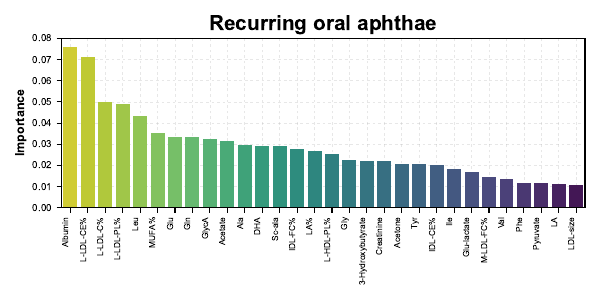 Recurring oral aphthae
Importance
0.08
0.07
0.06
0.05
0.04
0.03
0.02
0.01
0.00
Albumin
L-LDL-CE%
L-LDL-C%
L-LDL-PL%
Leu
MUFA%
Glu
Gln
GlycA
Acetate
Ala
DHA
Sc-ala
IDL-FC%
LA%
L-HDL-PL%
Gly
3-Hydroxybutyrate
Creatinine
Acetone
Tyr
IDL-CE%
Ile
Glu-lactate
M-LDL-FC%
Val
Phe
Pyruvate
LA
LDL-size